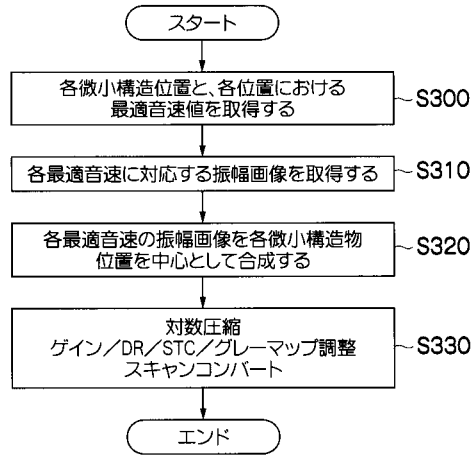 スタート
各微小構造位置と、各位置における
最適音速値を取得する
S300
各最適音速に対応する振幅画像を取得する
S310
各最適音速の振幅画像を各微小構造物
位置を中心として合成する
S320
対数圧縮
ゲイン/DR/STC/グレーマップ調整
スキャンコンバート
S330
エンド